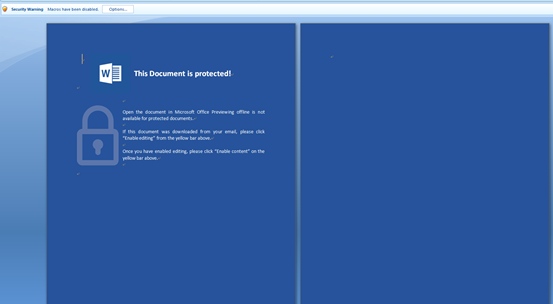 Security Warning Macros have been disabled. Options...
W This Document is protected!
Open the document in Microsoft Office Previewing offline is not
available for protected documents.
If this document was downloaded from your email, please click
"Enable editing" from the yellow bar above.
Once you have enabled editing, please click "Enable content" on the
yellow bar above.